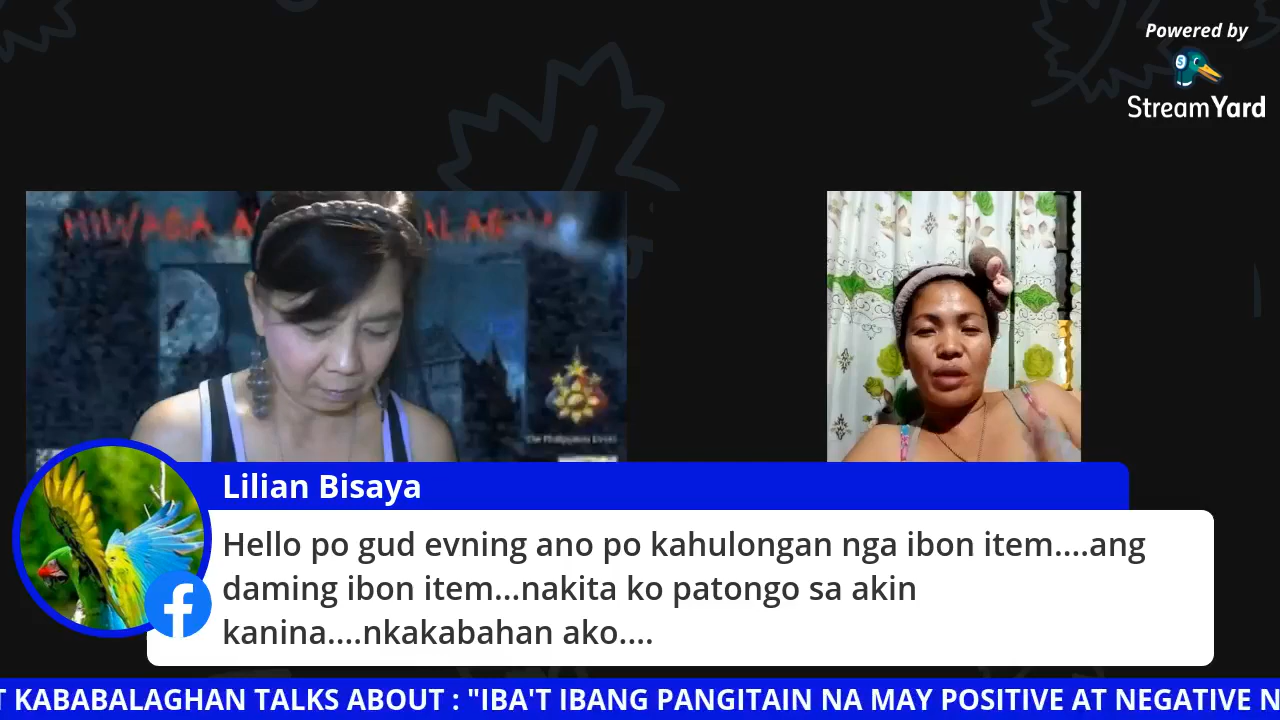 Powered by
StreamYard
HIWAGA
Lilian Bisaya
Hello po gud evning ano po kahulongan nga ibon item....ang
daming ibon item...nakita ko patongo sa akin
kanina....nkakabahan ako....
T KABABALAGHAN TALKS ABOUT : "IBA'T IBANG PANGITAIN NA MAY POSITIVE AT NEGATIVE N